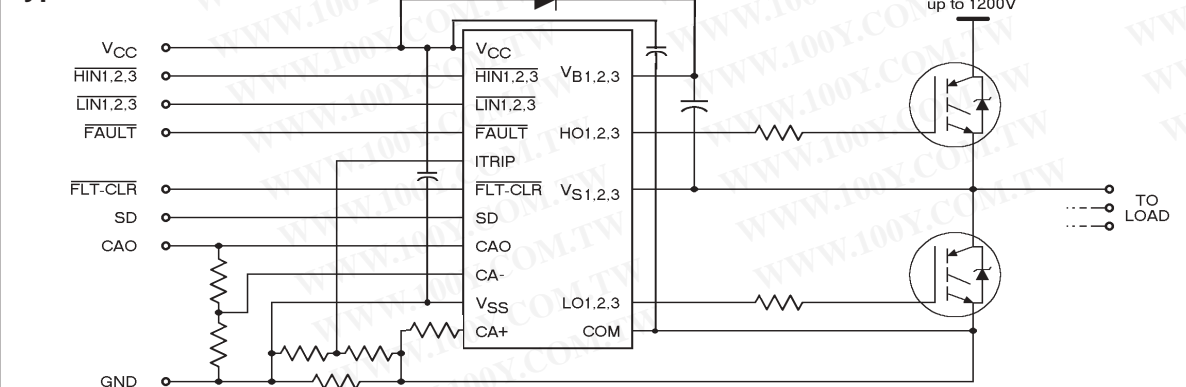 up to 1200V
VCC
HIN1,2,3
LIN1,2,3
FAULT
FLT-CLR
SD
CAO
GND
VCC
HIN1,2,3
LIN1,2,3
FAULT
ITRIP
FLT-CLR
SD
CAO
CA-
VSS
CA+
VB1,2,3
HO1,2,3
VS1,2,3
LO1,2,3
COM
TO
LOAD
WWW.100Y.COM.TW